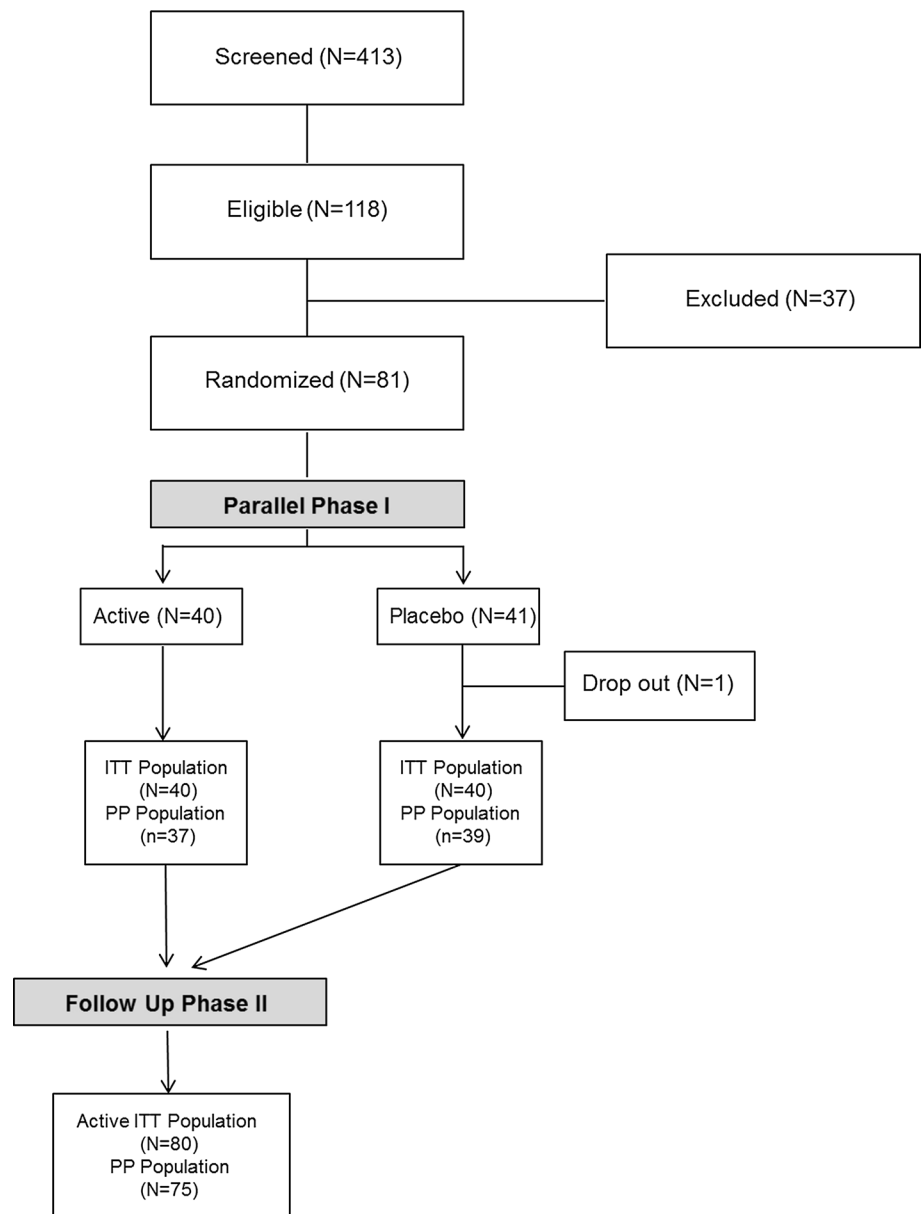 Screened (N=413)
Eligible (N=118)
Excluded (N=37)
Randomized (N=81)
Parallel Phase I
Active (N=40)
Placebo (N=41)
Drop out (N=1)
ITT Population
(N=40)
PP Population
(n=37)
ITT Population
(N=40)
PP Population
(n=39)
Follow Up Phase II
Active ITT Population
(N=80)
PP Population
(N=75)